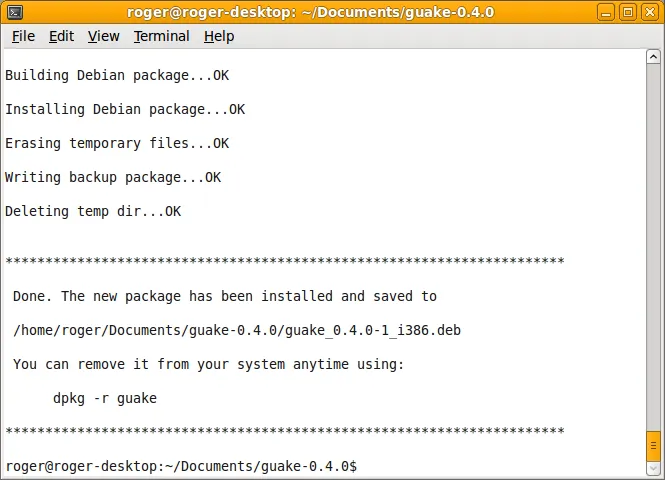 roger@roger-desktop: ~/Documents/guake-0.4.0
File Edit View Terminal Help
Building Debian package...OK
Installing Debian package...OK
Erasing temporary files...OK
Writing backup package...OK
Deleting temp dir...OK
**********************************************************************
Done. The new package has been installed and saved to
/home/roger/Documents/guake-0.4.0/guake_0.4.0-1_i386.deb
You can remove it from your system anytime using:
dpkg -r guake
**********************************************************************
roger@roger-desktop:~/Documents/guake-0.4.0$